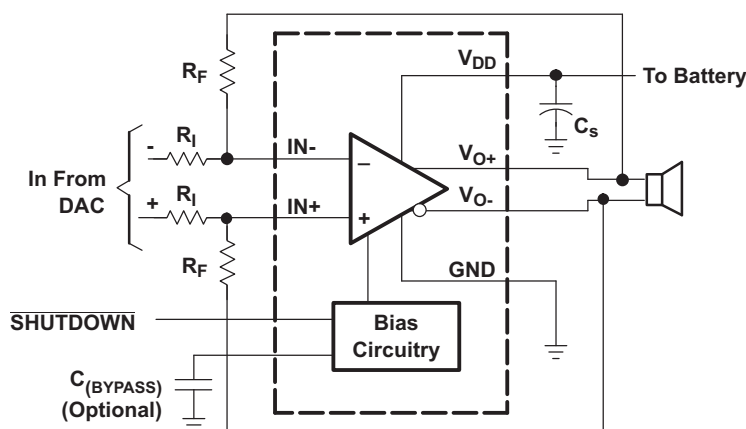 R_F
V_DD
To Battery
C_s
-
R_I
IN-
–
V_O+
In From
DAC
+
R_I
IN+
+
V_O-
R_F
GND
SHUTDOWN
Bias
Circuitry
C_(BYPASS)
(Optional)